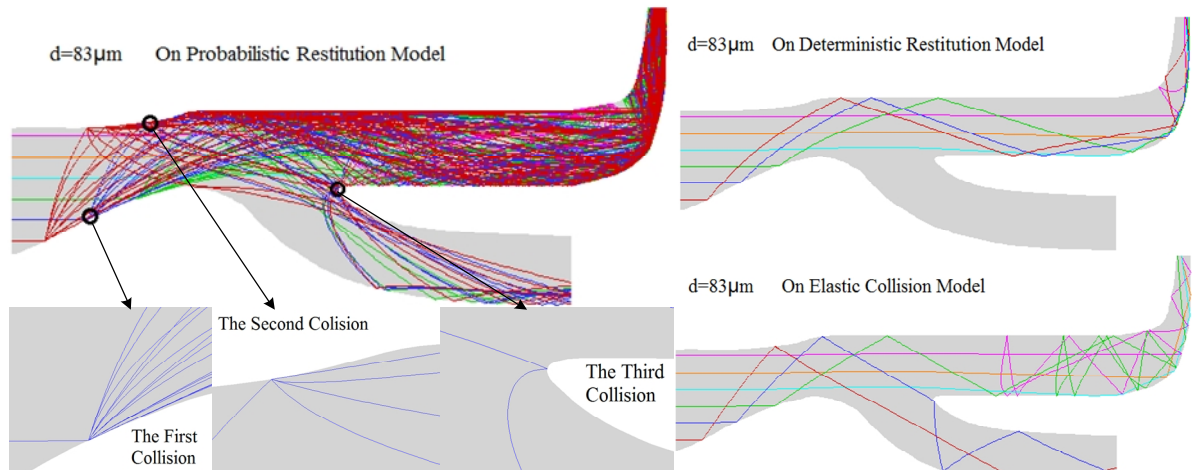 d=83μm On Probabilistic Restitution Model
d=83μm On Deterministic Restitution Model
d=83μm On Elastic Collision Model
The First
Collision
The Second Colision
The Third
Collision